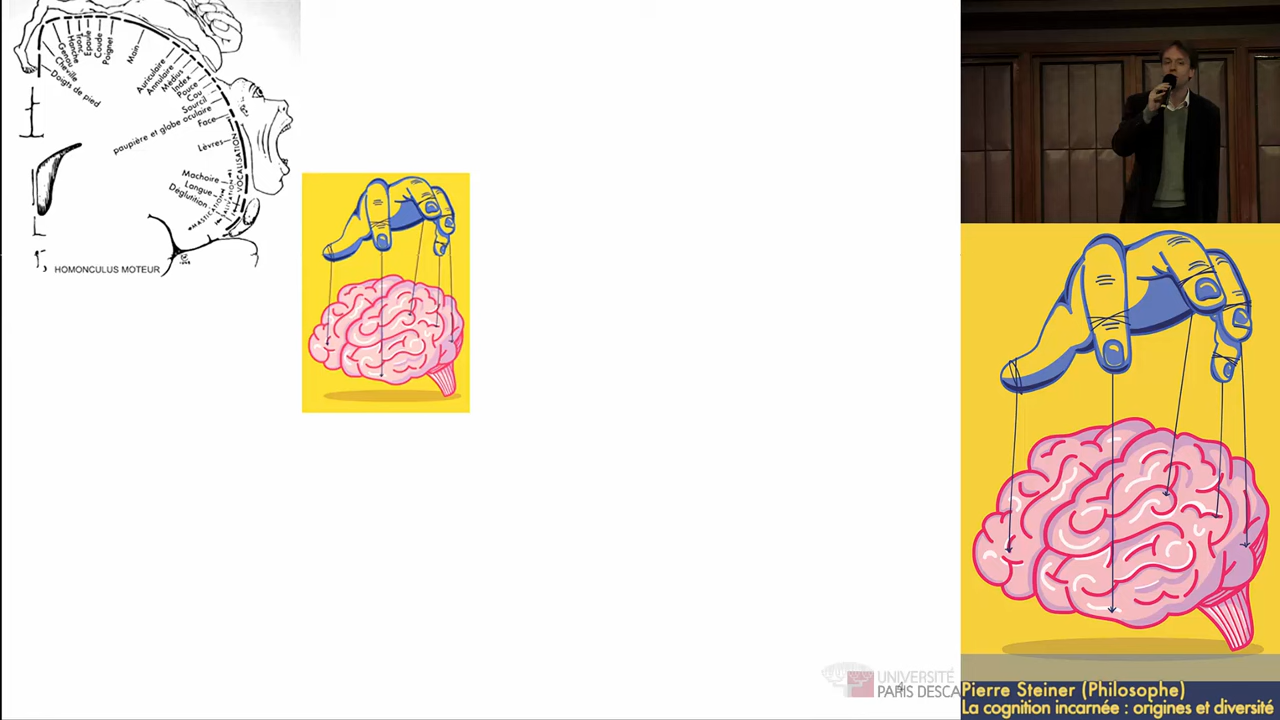 Doigts de pied
Cheville
Genou
Hanche
Tronc
Epaule
Coude
Poignet
Main
Auriculaire
Annulaire
Médius
Index
Pouce
Cou
Sourcil
paupière et globe oculaire
Face
Lèvres
VOCALISATION
Machoire
Langue
Déglutition
MASTICATION
HOMONCULUS MOTEUR
UNIVERSITÉ
PARIS DESCA
4
Pierre Steiner (Philosophe)
La cognition incarnée : origines et diversité